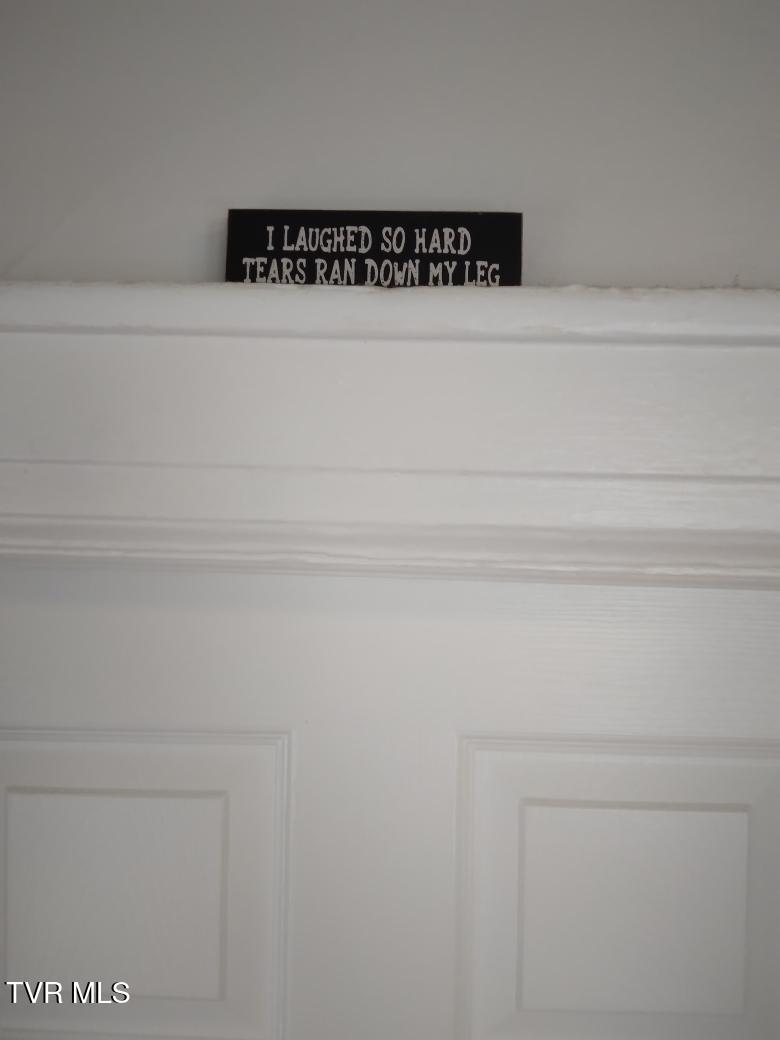 I LAUGHED SO HARD
TEARS RAN DOWN MY LEG
TVR MLS